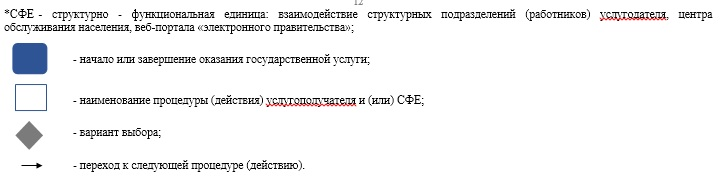 12
*СФЕ - структурно - функциональная единица: взаимодействие структурных подразделений (работников) услугодателя, центра
обслуживания населения, веб-портала «электронного правительства»;
- начало или завершение оказания государственной услуги;
- наименование процедуры (действия) услугополучателя и (или) СФЕ;
- вариант выбора;
- переход к следующей процедуре (действию).